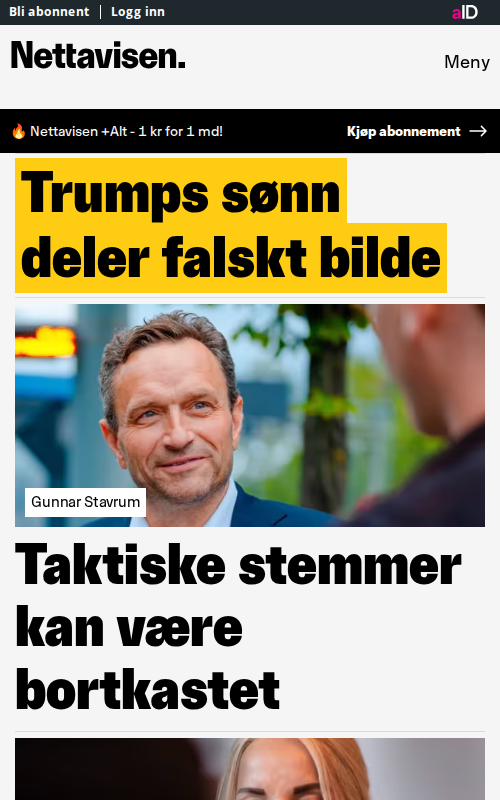 Bli abonnent | Logg inn
aID
Nettavisen.
Meny
🔥 Nettavisen +Alt - 1 kr for 1 md!
Kjøp abonnement →
Trumps sønn
deler falskt bilde
Gunnar Stavrum
Taktiske stemmer
kan være
bortkastet